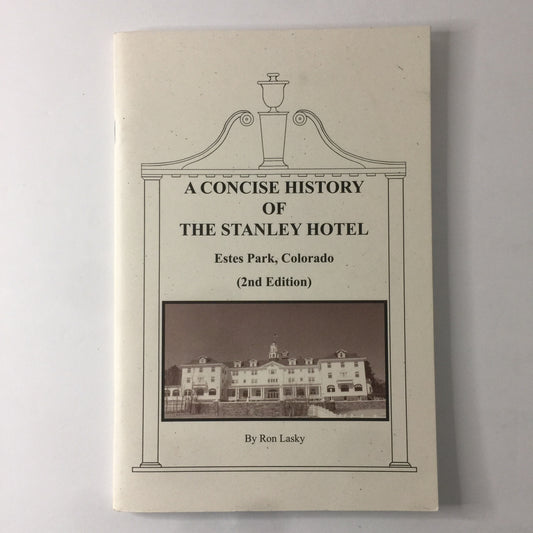 A CONCISE HISTORY
OF
THE STANLEY HOTEL
Estes Park, Colorado
(2nd Edition)
By Ron Lasky